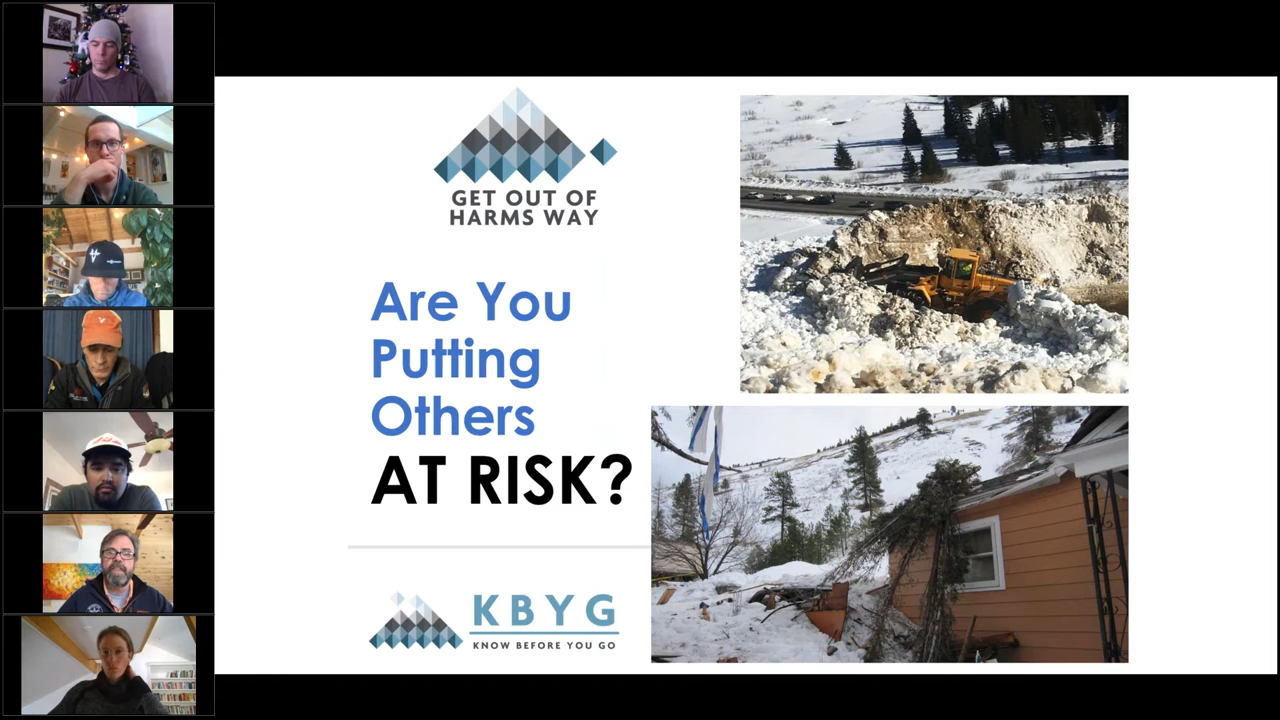 GET OUT OF
HARMS WAY
Are You
Putting
Others
AT RISK?
KBYG
KNOW BEFORE YOU GO